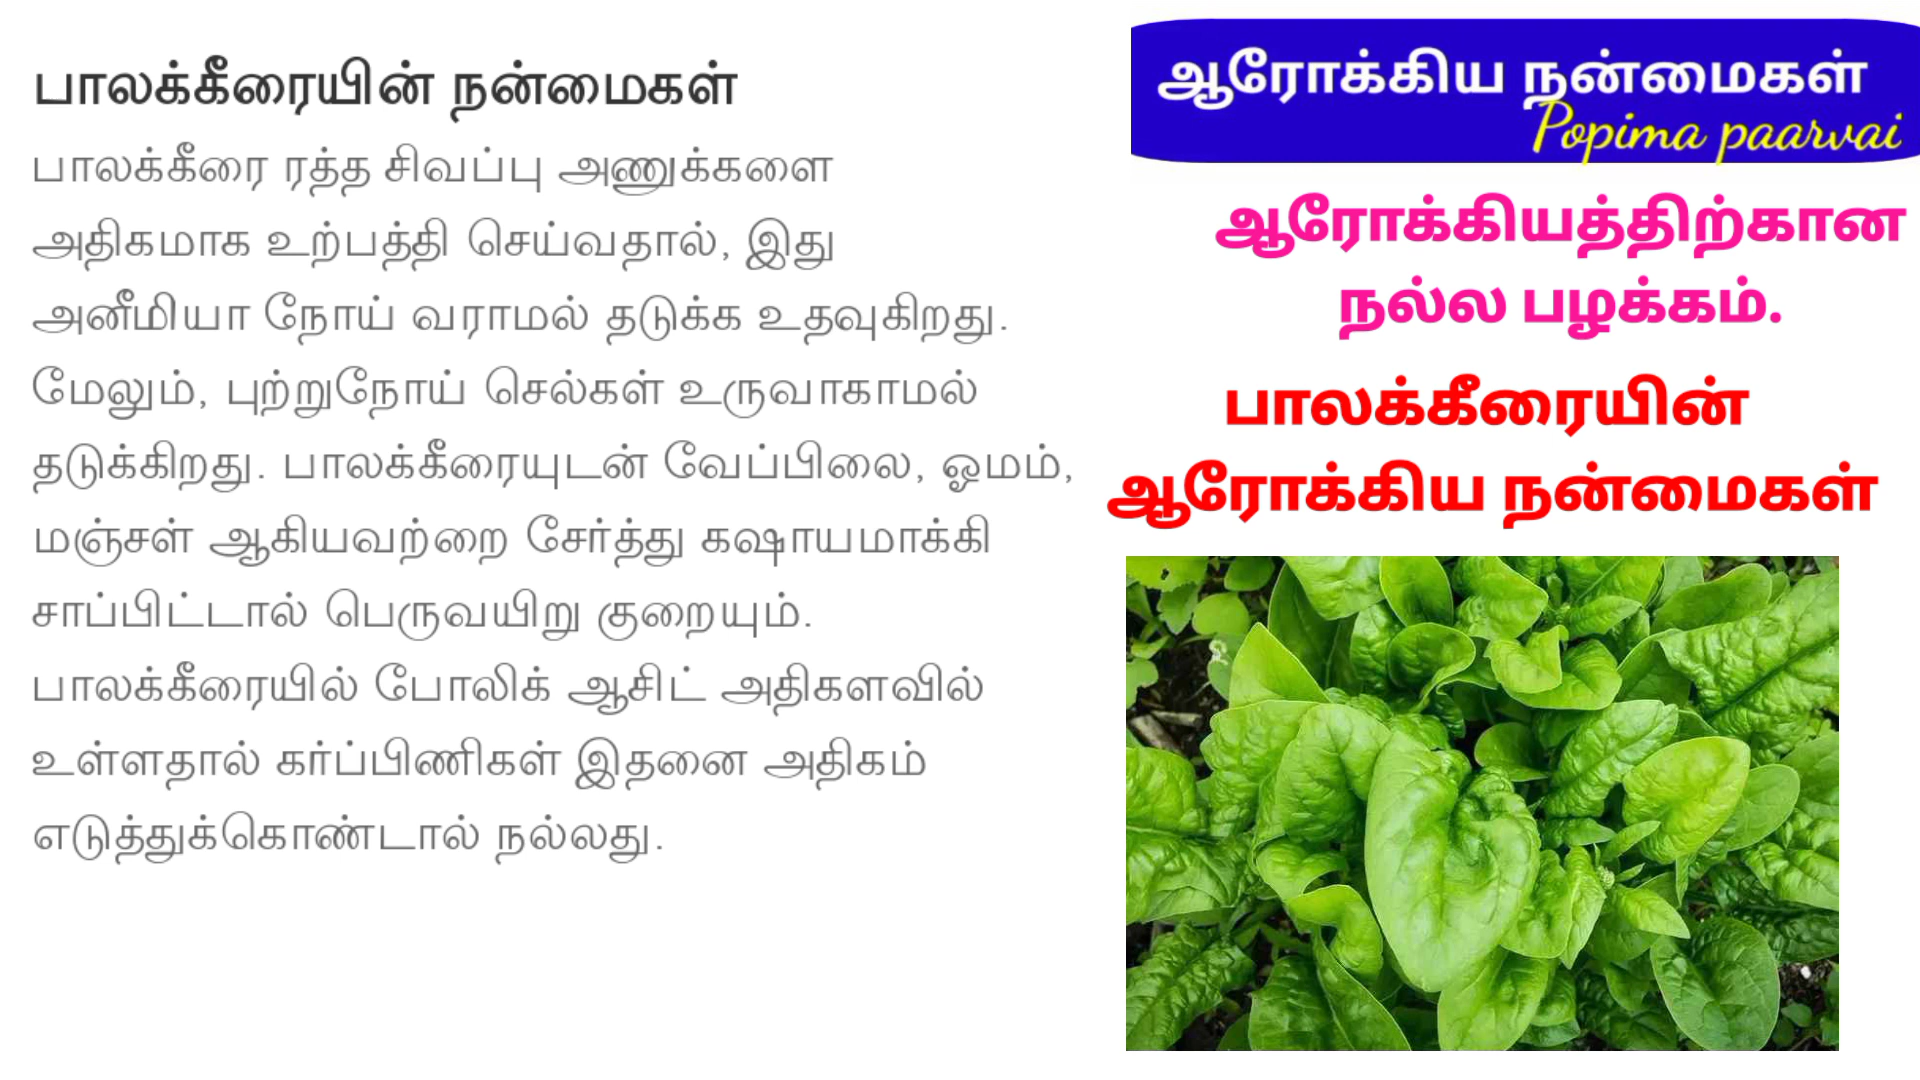 பாலக்கீரையின் நன்மைகள்
பாலக்கீரை ரத்த சிவப்பு அணுக்களை
அதிகமாக உற்பத்தி செய்வதால், இது
அனீமியா நோய் வராமல் தடுக்க உதவுகிறது.
மேலும், புற்றுநோய் செல்கள் உருவாகாமல்
தடுக்கிறது. பாலக்கீரையுடன் வேப்பிலை, ஓமம்,
மஞ்சள் ஆகியவற்றை சேர்த்து கஷாயமாக்கி
சாப்பிட்டால் பெருவயிறு குறையும்.
பாலக்கீரையில் போலிக் ஆசிட் அதிகளவில்
உள்ளதால் கர்ப்பிணிகள் இதனை அதிகம்
எடுத்துக்கொண்டால் நல்லது.
ஆரோக்கிய நன்மைகள்
Popima paarvai
ஆரோக்கியத்திற்கான
நல்ல பழக்கம்.
பாலக்கீரையின்
ஆரோக்கிய நன்மைகள்